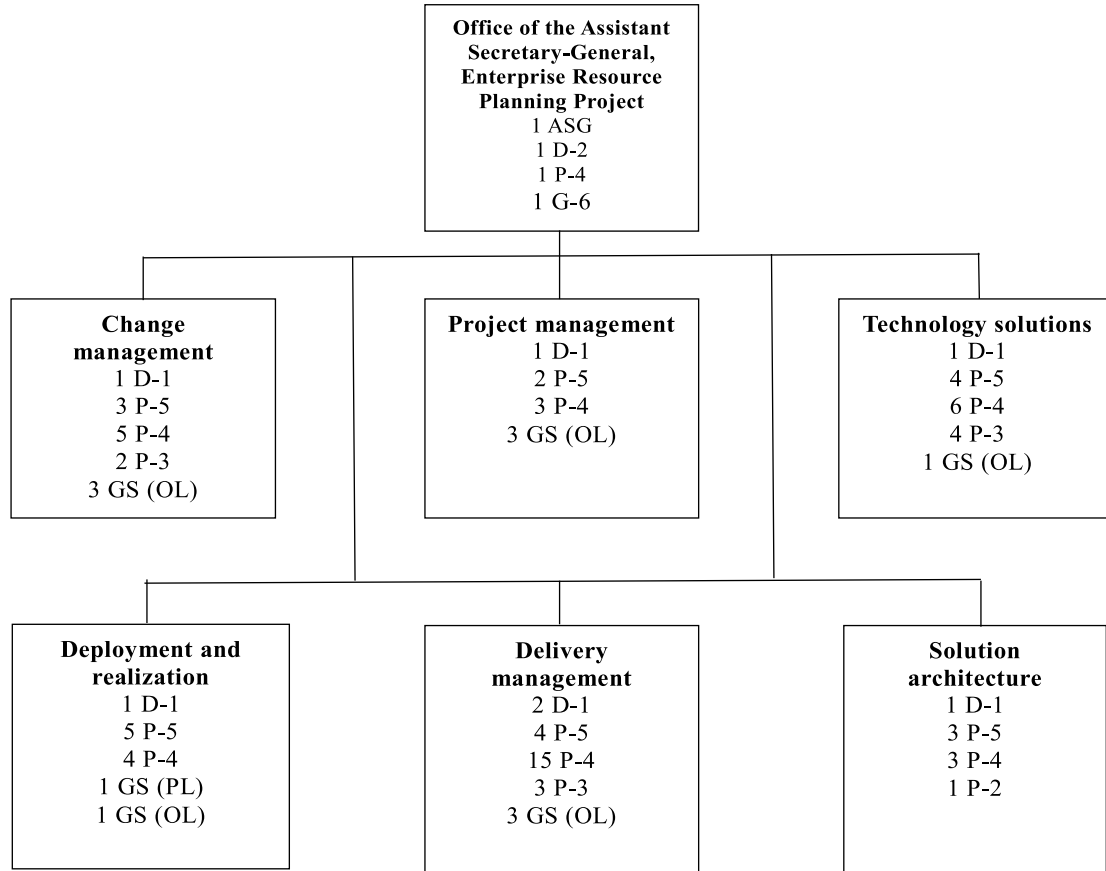 Office of the Assistant
Secretary-General,
Enterprise Resource
Planning Project
1 ASG
1 D-2
1 P-4
1 G-6
Change
management
1 D-1
3 P-5
5 P-4
2 P-3
3 GS (OL)
Project management
1 D-1
2 P-5
3 P-4
3 GS (OL)
Technology solutions
1 D-1
4 P-5
6 P-4
4 P-3
1 GS (OL)
Deployment and
realization
1 D-1
5 P-5
4 P-4
1 GS (PL)
1 GS (OL)
Delivery
management
2 D-1
4 P-5
15 P-4
3 P-3
3 GS (OL)
Solution
architecture
1 D-1
3 P-5
3 P-4
1 P-2